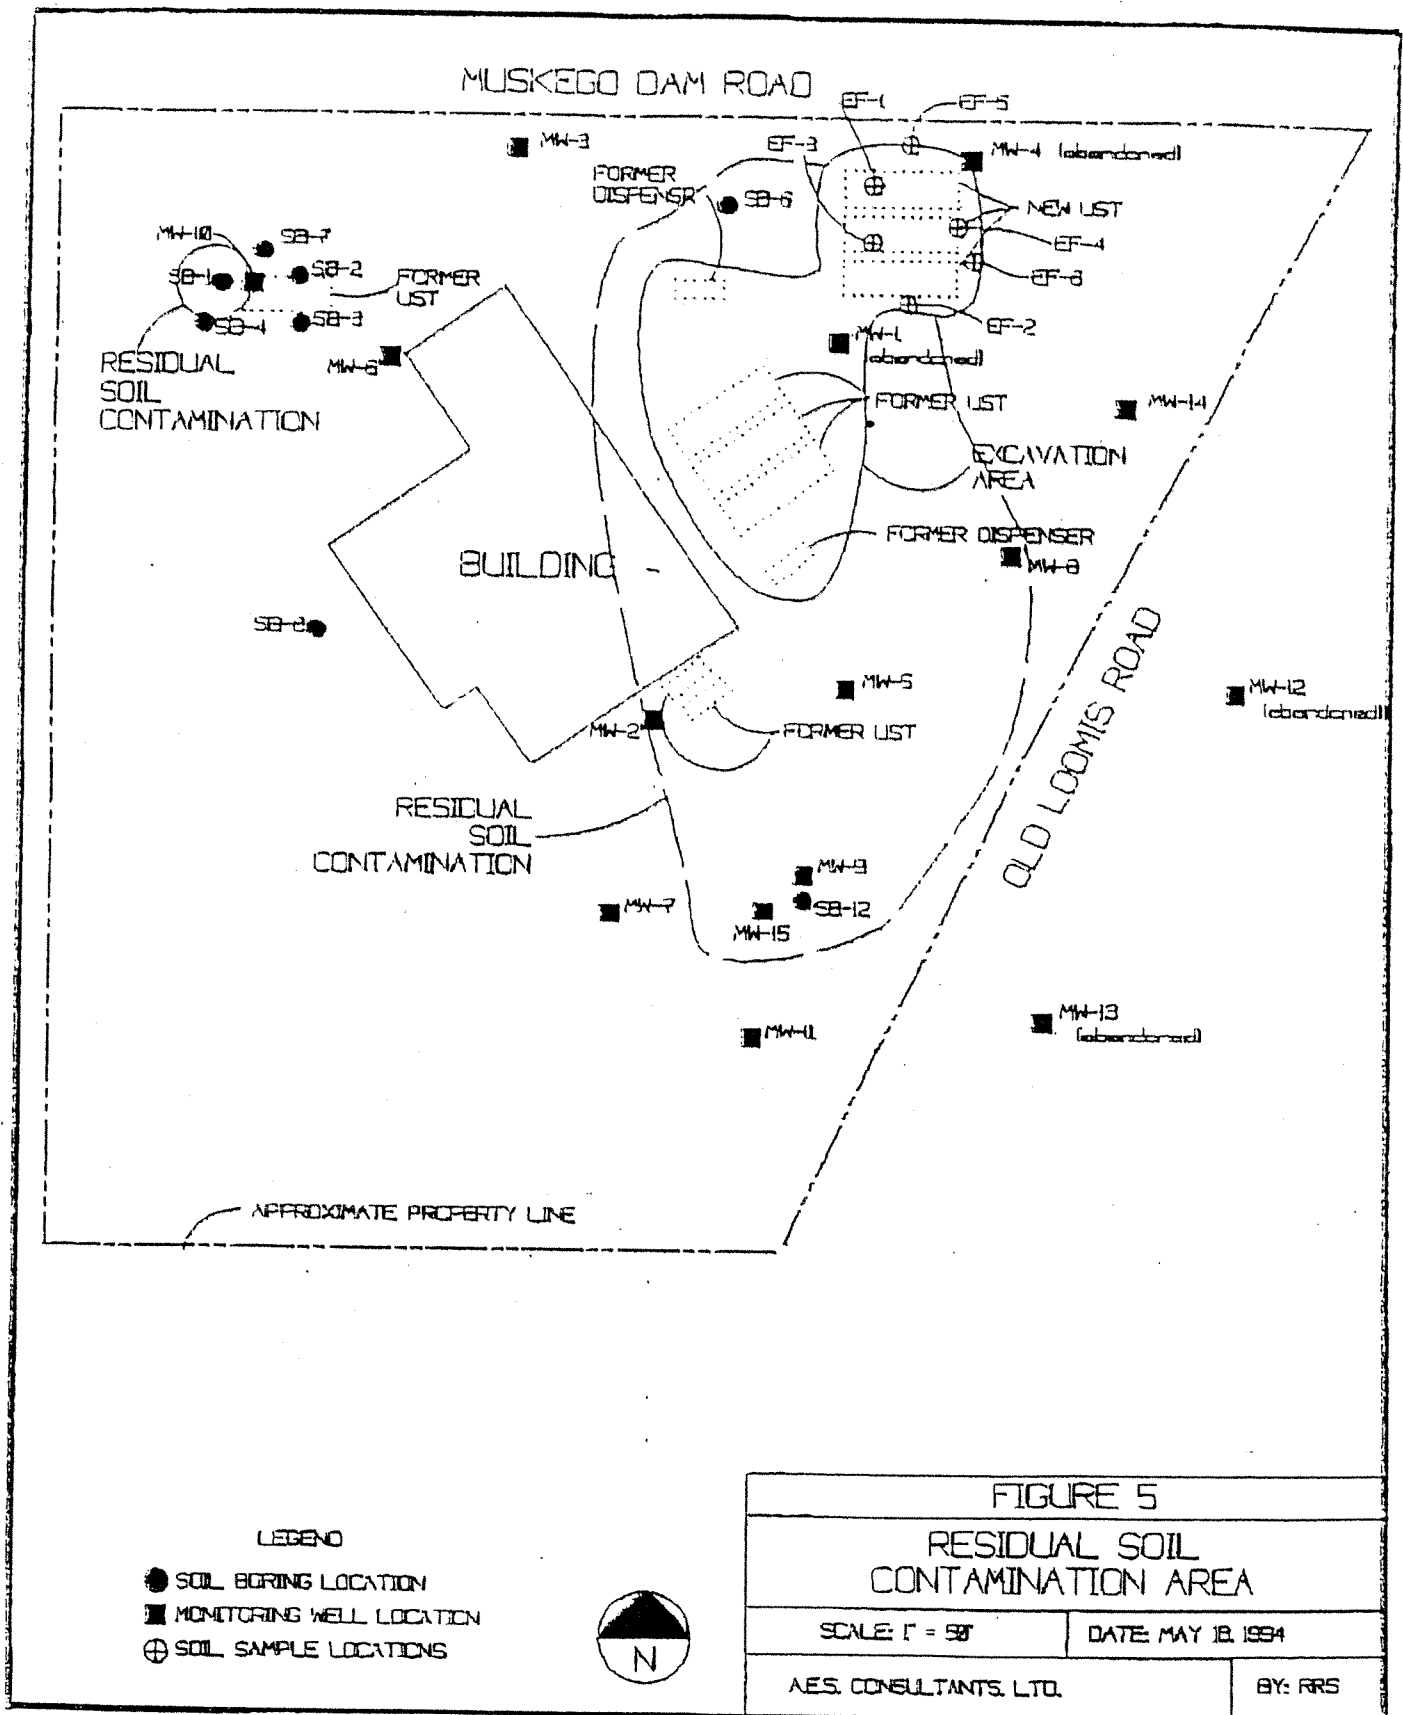 MUSKEGO DAM ROAD
EF-1
EF-5
MW-3
EF-3
MW-4 (abandoned)
FORMER
DISPENSR
SB-6
NEW UST
MW-10
SB-7
EF-4
SB-1
SB-2
FORMER
UST
EF-6
SB-4
SB-3
EF-2
MW-1
(abandoned)
RESIDUAL
SOIL
CONTAMINATION
MW-6
FORMER UST
MW-14
EXCAVATION
AREA
FORMER DISPENSER
BUILDING
MW-8
OLD LOOMIS ROAD
MW-5
MW-12
(abandoned)
MW-2
FORMER UST
RESIDUAL
SOIL
CONTAMINATION
MW-9
MW-7
SB-12
MW-15
MW-13
(abandoned)
MW-11
APPROXIMATE PROPERTY LINE
FIGURE 5
RESIDUAL SOIL
CONTAMINATION AREA
SCALE: 1" = 50'
DATE: MAY 18, 1994
A.E.S. CONSULTANTS, LTD.
BY: RRS
LEGEND
SOIL BORING LOCATION
MONITORING WELL LOCATION
SOIL SAMPLE LOCATIONS
N